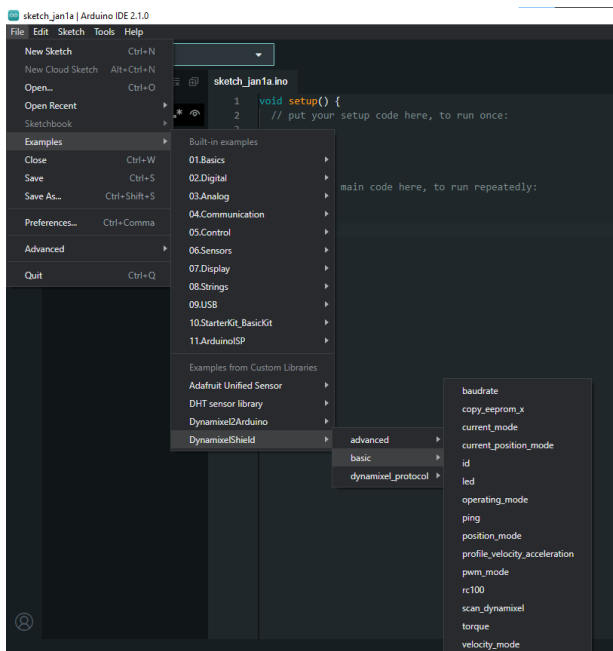 sketch_jan1a | Arduino IDE 2.1.0
File Edit Sketch Tools Help
New Sketch Ctrl+N
New Cloud Sketch Alt+Ctrl+N
Open... Ctrl+O
Open Recent
Sketchbook
Examples
Close Ctrl+W
Save Ctrl+S
Save As... Ctrl+Shift+S
Preferences... Ctrl+Comma
Advanced
Quit Ctrl+Q
sketch_jan1a.ino
1 void setup() {
2 // put your setup code here, to run once:
main code here, to run repeatedly:
Built-in examples
01.Basics
02.Digital
03.Analog
04.Communication
05.Control
06.Sensors
07.Display
08.Strings
09.USB
10.StarterKit_BasicKit
11.ArduinoISP
Examples from Custom Libraries
Adafruit Unified Sensor
DHT sensor library
Dynamixel2Arduino
DynamixelShield
advanced
basic
dynamixel_protocol
baudrate
copy_eeprom_x
current_mode
current_position_mode
id
led
operating_mode
ping
position_mode
profile_velocity_acceleration
pwm_mode
rc100
scan_dynamixel
torque
velocity_mode